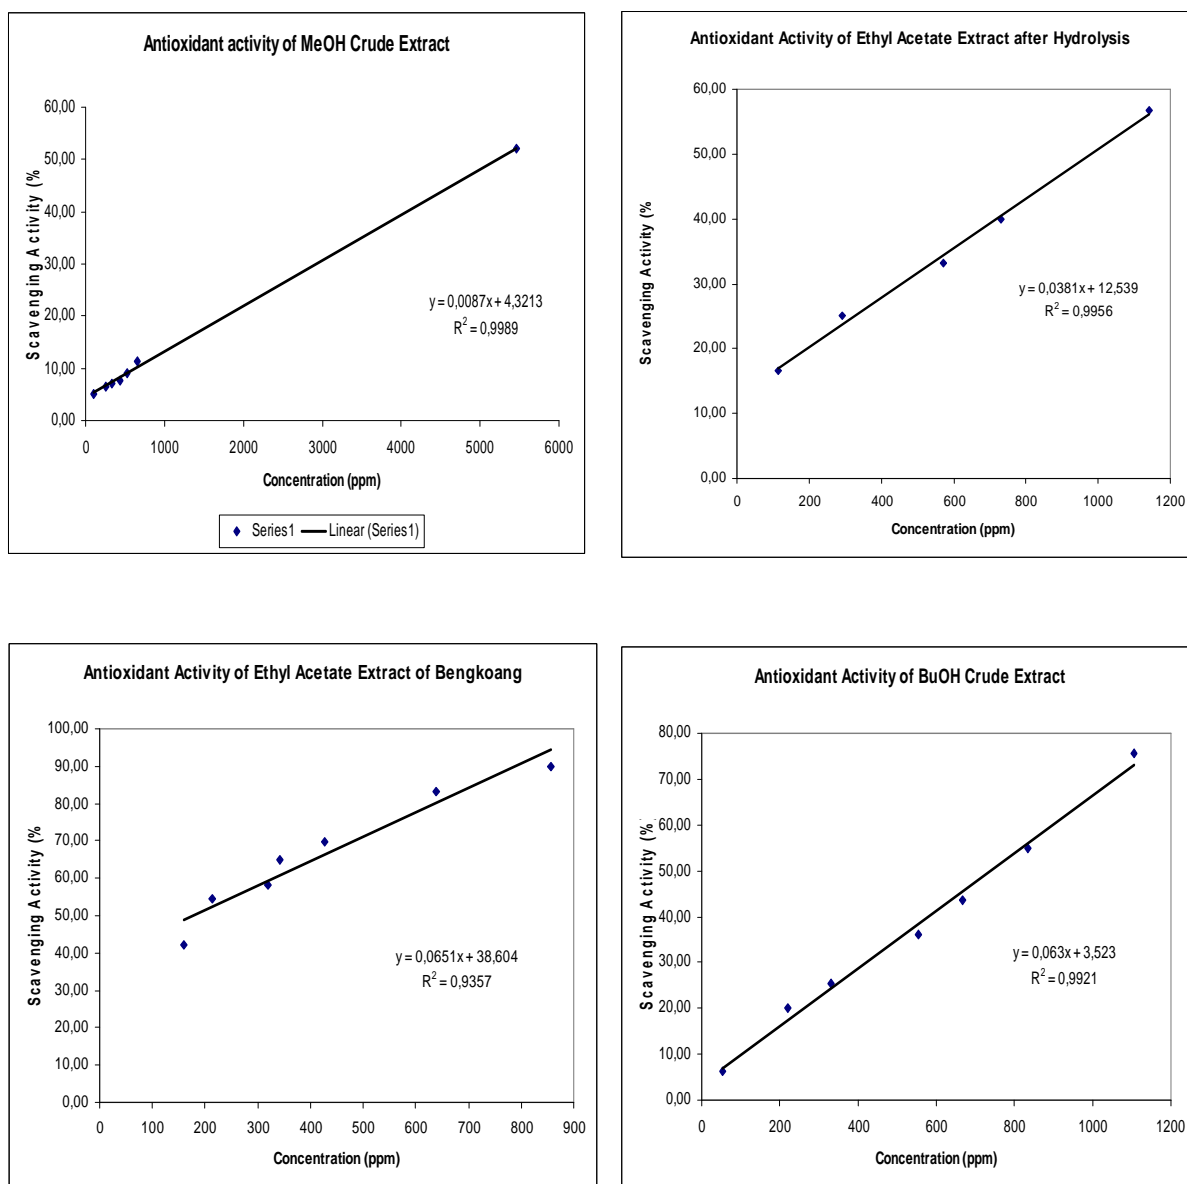 Antioxidant activity of MeOH Crude Extract
60,00
50,00
40,00
30,00
20,00
10,00
0,00
Scavenging Activity (%
y = 0,0087x + 4,3213
R² = 0,9989
0 1000 2000 3000 4000 5000 6000
Concentration (ppm)
Series1 Linear (Series1)
Antioxidant Activity of Ethyl Acetate Extract after Hydrolysis
60,00
50,00
40,00
30,00
20,00
10,00
0,00
Scavenging Activity (%
y = 0,0381x + 12,539
R² = 0,9956
0 200 400 600 800 1000 1200
Concentration (ppm)
Antioxidant Activity of Ethyl Acetate Extract of Bengkoang
100,00
90,00
80,00
70,00
60,00
50,00
40,00
30,00
20,00
10,00
0,00
Scavenging Activity (%
y = 0,0651x + 38,604
R² = 0,9357
0 100 200 300 400 500 600 700 800 900
Concentration (ppm)
Antioxidant Activity of BuOH Crude Extract
80,00
70,00
60,00
50,00
40,00
30,00
20,00
10,00
0,00
Scavenging Activity (%
y = 0,063x + 3,523
R² = 0,9921
0 200 400 600 800 1000 1200
Concentration (ppm)